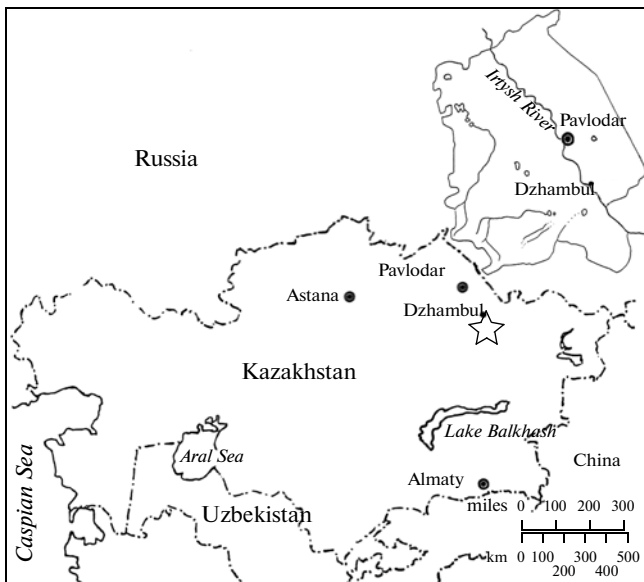 Irtysh River
Pavlodar
Dzhambul
Russia
Pavlodar
Astana
Dzhambul
Kazakhstan
Lake Balkhash
Aral Sea
China
Caspian Sea
Almaty
Uzbekistan
miles 0 100 200 300
km 0 100 300 500
200 400